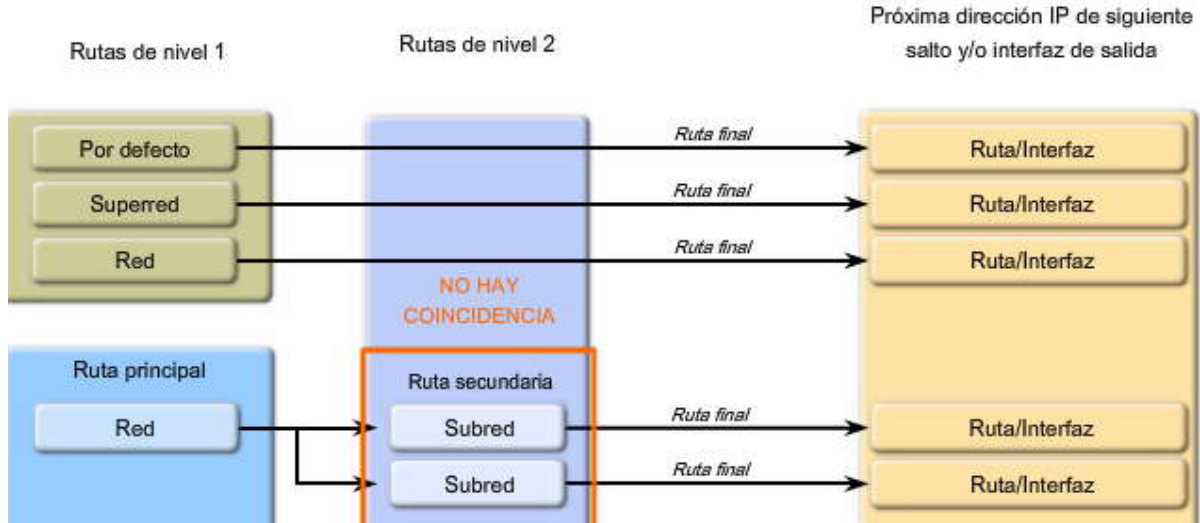 Rutas de nivel 1
Rutas de nivel 2
Próxima dirección IP de siguiente
salto y/o interfaz de salida
Por defecto
Ruta final
Ruta/Interfaz
Superred
Ruta final
Ruta/Interfaz
Red
Ruta final
Ruta/Interfaz
NO HAY
COINCIDENCIA
Ruta principal
Ruta secundaria
Red
Subred
Ruta final
Ruta/Interfaz
Subred
Ruta final
Ruta/Interfaz